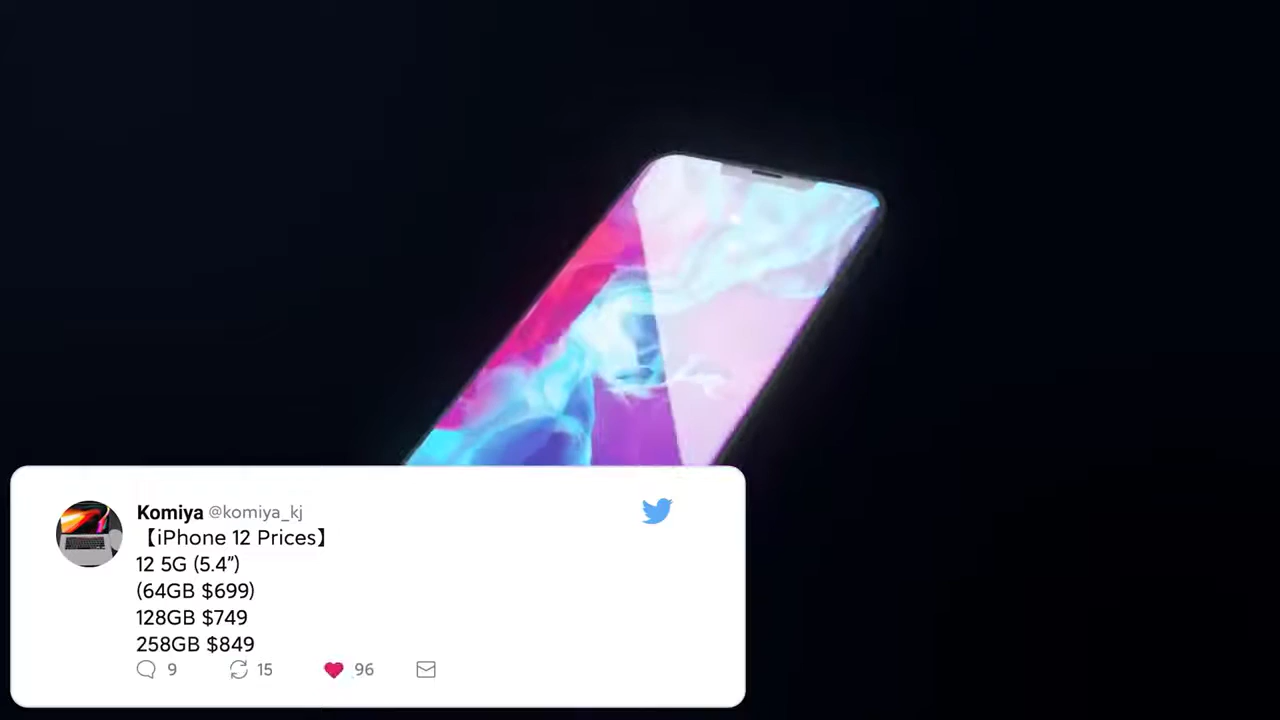 Komiya @komiya_kj
【iPhone 12 Prices】
12 5G (5.4”)
(64GB $699)
128GB $749
258GB $849
9 15 96